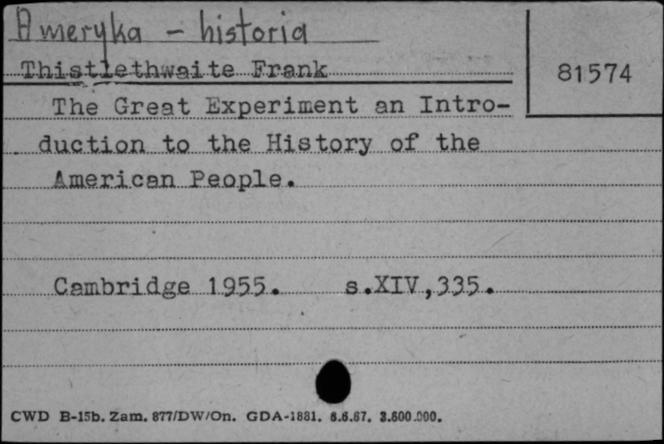 Ameryka - historia
Thistlethwaite Frank
81574
The Great Experiment an Intro-
duction to the History of the
American People.
Cambridge 1955. s.XIV,335.
CWD B-15b. Zam. 877/DW/On. GDA-1881. 6.6.67. 3.600.000.